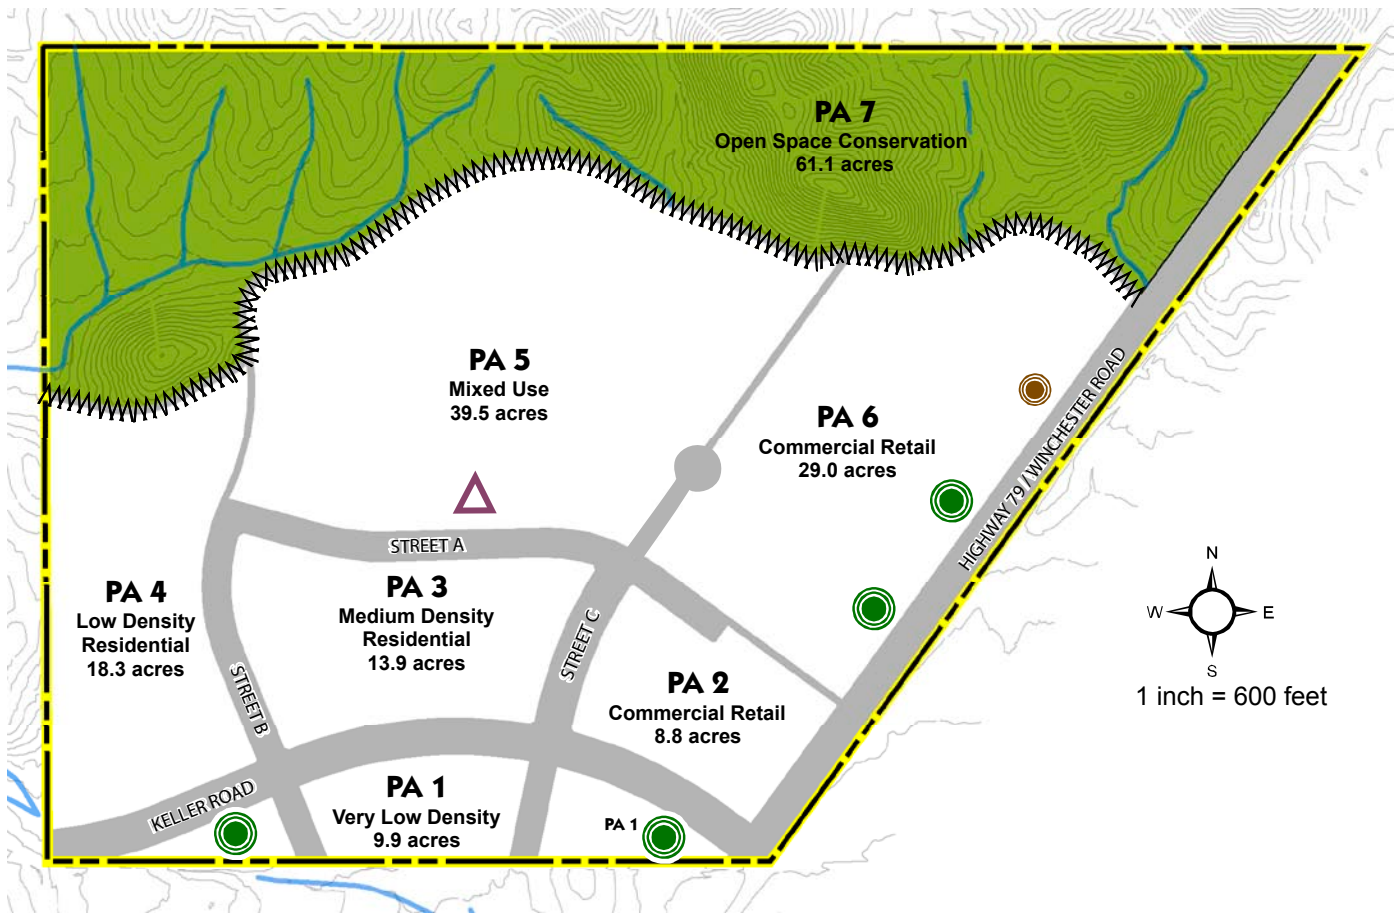 PA 7
Open Space Conservation
61.1 acres
PA 5
Mixed Use
39.5 acres
PA 6
Commercial Retail
29.0 acres
HIGHWAY 79 / WINCHESTER ROAD
STREET A
PA 4
Low Density
Residential
18.3 acres
PA 3
Medium Density
Residential
13.9 acres
STREET C
STREET B
PA 2
Commercial Retail
8.8 acres
KELLER ROAD
PA 1
Very Low Density
9.9 acres
PA 1
N
W
E
S
1 inch = 600 feet